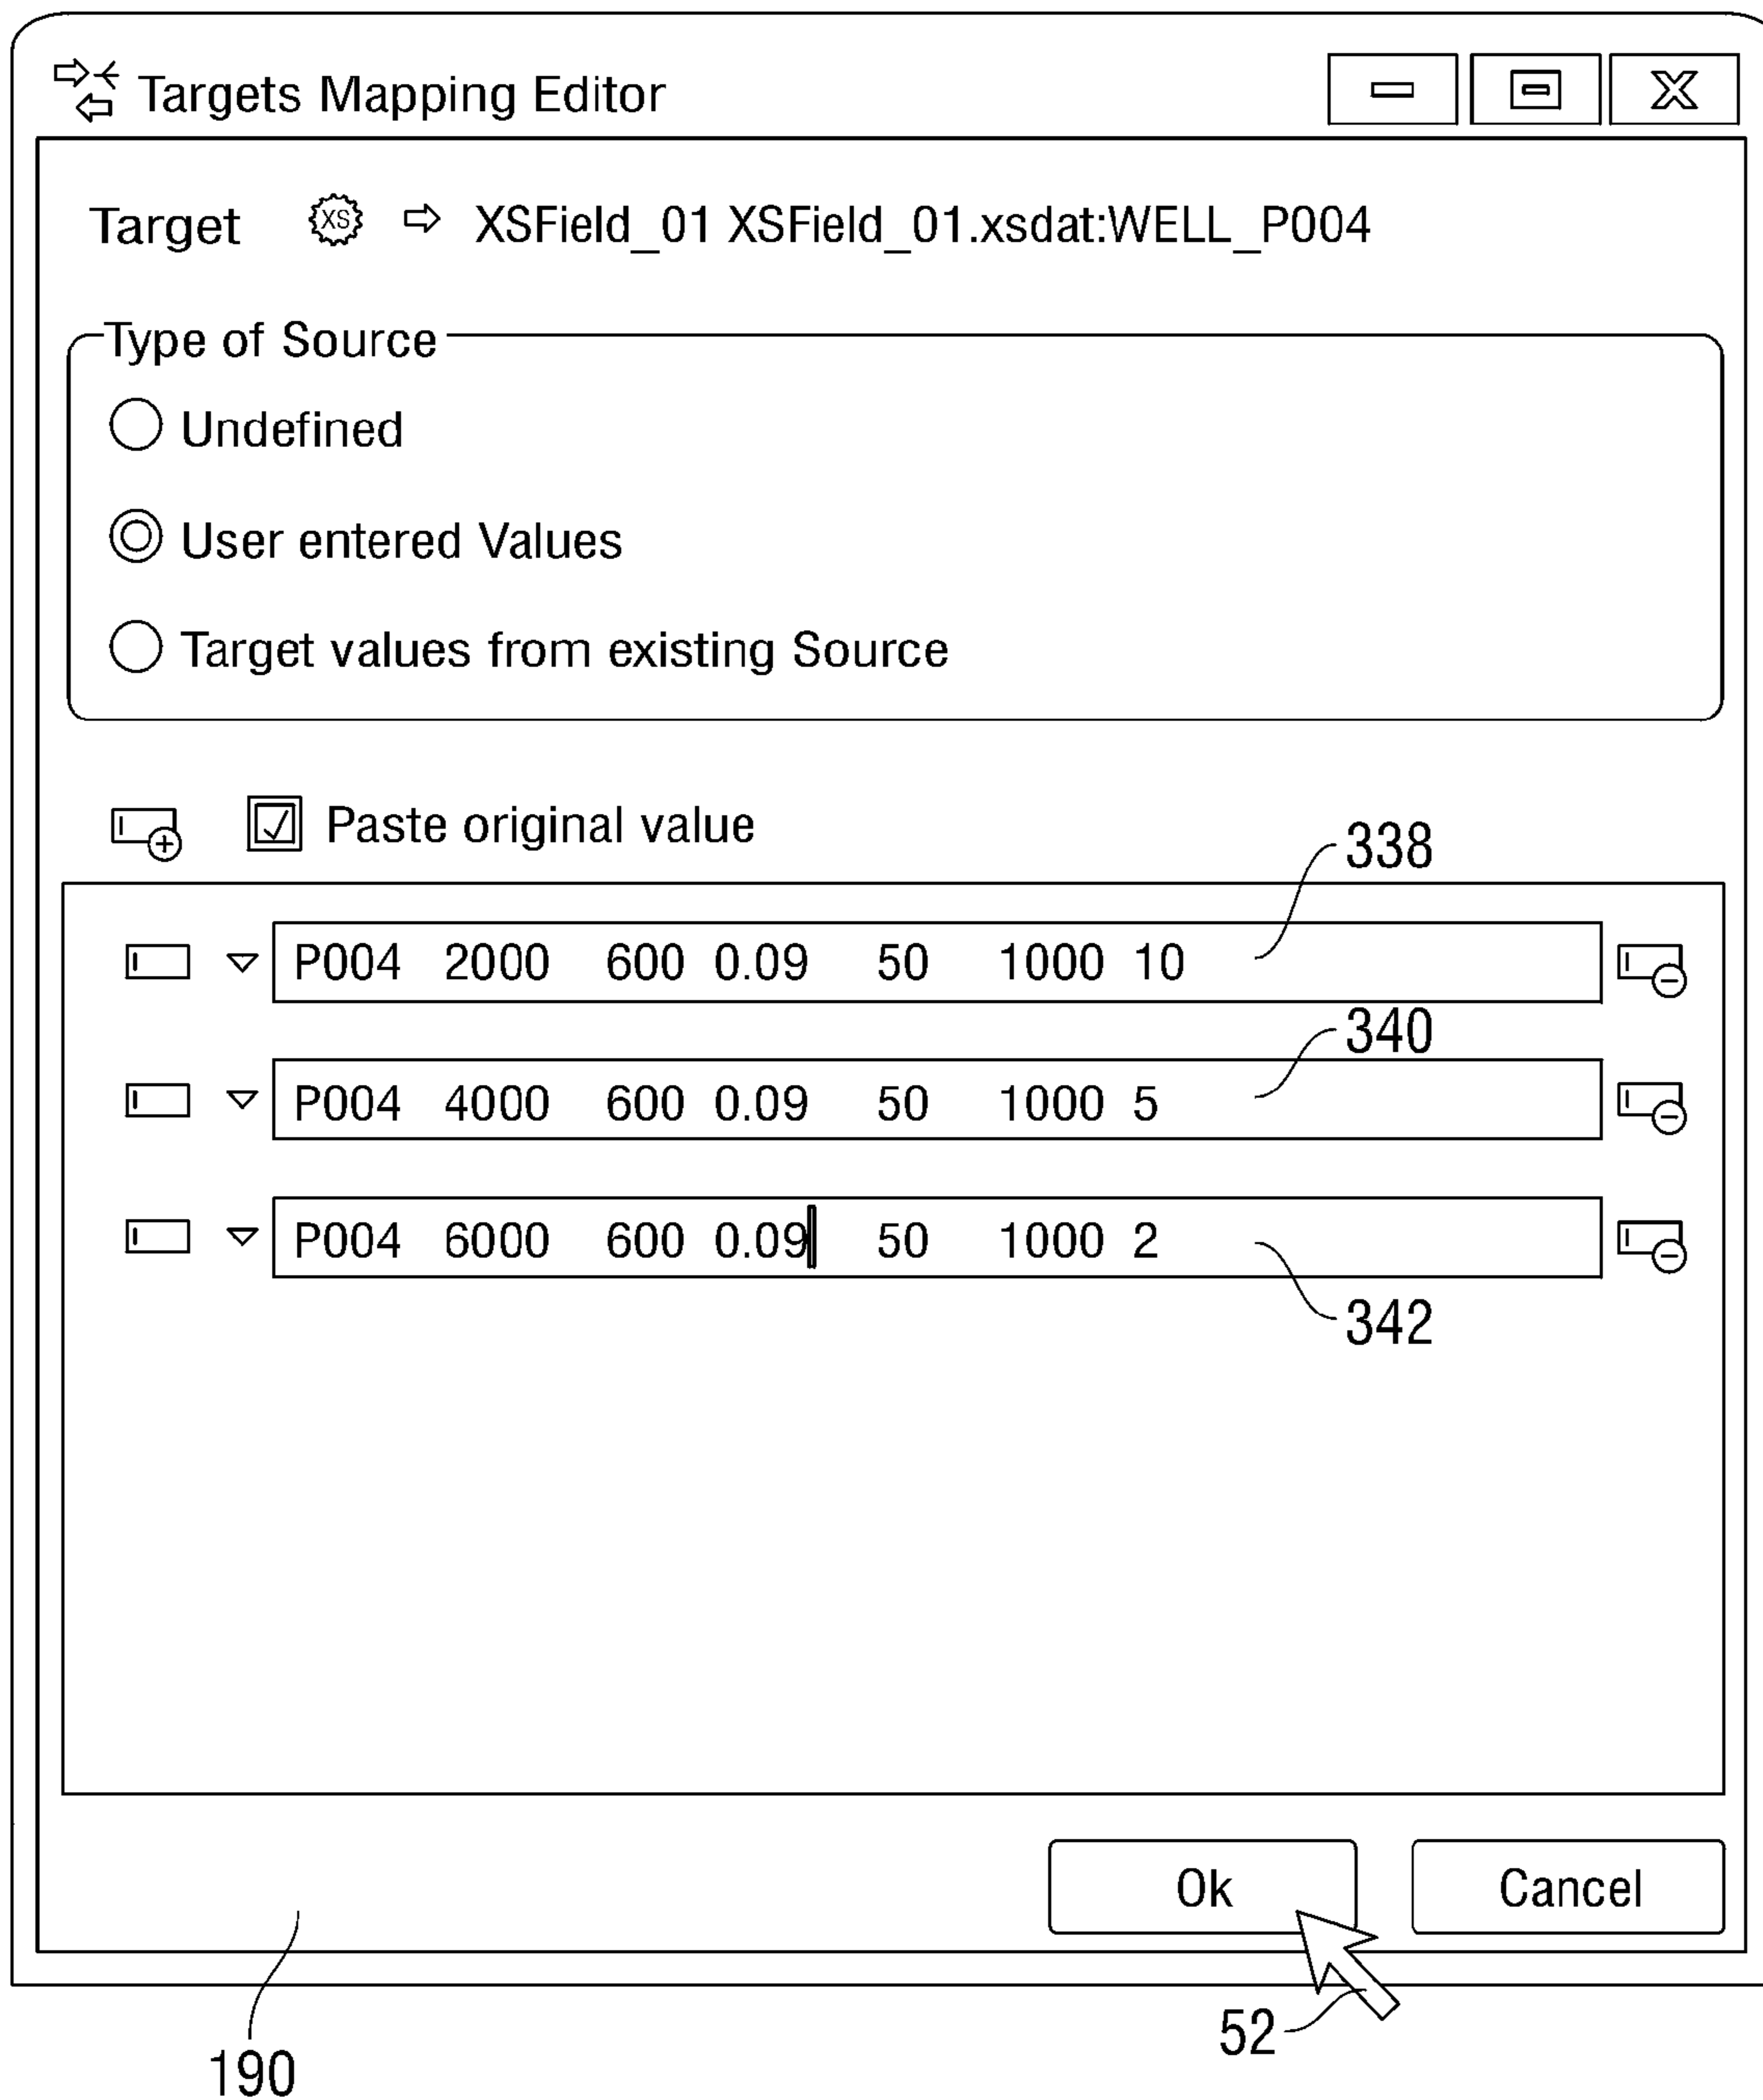 Targets Mapping Editor
Target XS XSField_01 XSField_01.xsdat:WELL_P004
Type of Source
Undefined
User entered Values
Target values from existing Source
Paste original value
338
P004 2000 600 0.09 50 1000 10
340
P004 4000 600 0.09 50 1000 5
P004 6000 600 0.09 50 1000 2
342
Ok Cancel
52
190